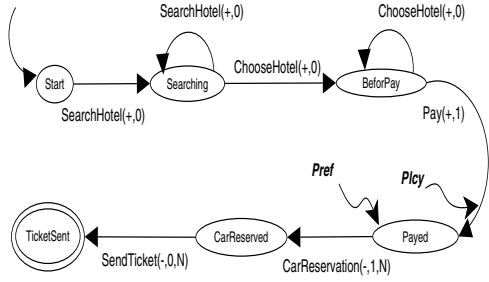 SearchHotel(+,0)
ChooseHotel(+,0)
Start
Searching
ChooseHotel(+,0)
BeforPay
SearchHotel(+,0)
Pay(+,1)
Pref
Plcy
TicketSent
CarReserved
Payed
SendTicket(-,0,N)
CarReservation(-,1,N)